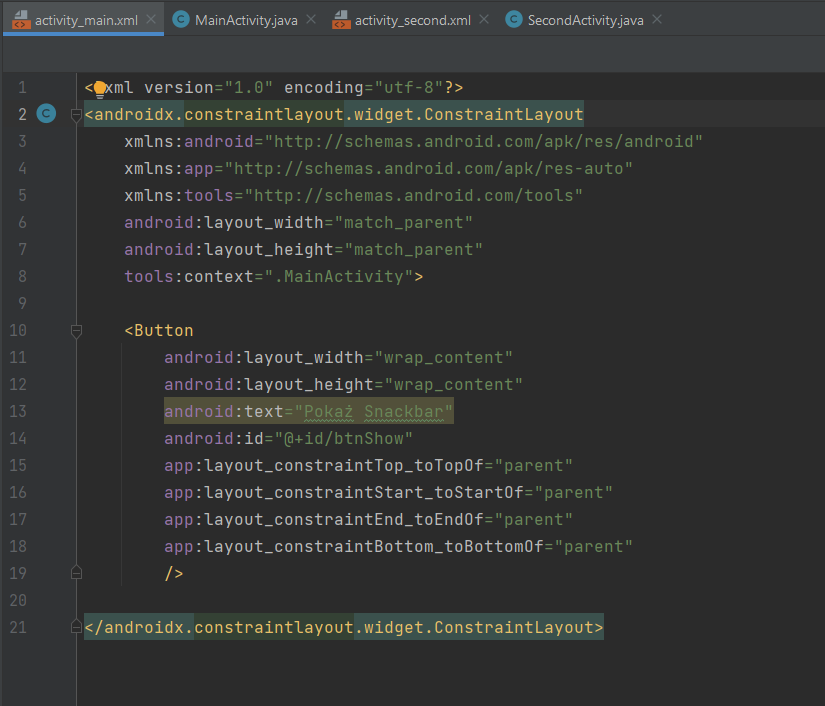 activity_main.xml MainActivity.java activity_second.xml SecondActivity.java
1 <?xml version="1.0" encoding="utf-8"?>
2 <androidx.constraintlayout.widget.ConstraintLayout
3 xmlns:android="http://schemas.android.com/apk/res/android"
4 xmlns:app="http://schemas.android.com/apk/res-auto"
5 xmlns:tools="http://schemas.android.com/tools"
6 android:layout_width="match_parent"
7 android:layout_height="match_parent"
8 tools:context=".MainActivity">
9
10 <Button
11 android:layout_width="wrap_content"
12 android:layout_height="wrap_content"
13 android:text="Pokaż Snackbar"
14 android:id="@+id/btnShow"
15 app:layout_constraintTop_toTopOf="parent"
16 app:layout_constraintStart_toStartOf="parent"
17 app:layout_constraintEnd_toEndOf="parent"
18 app:layout_constraintBottom_toBottomOf="parent"
19 />
20
21 </androidx.constraintlayout.widget.ConstraintLayout>